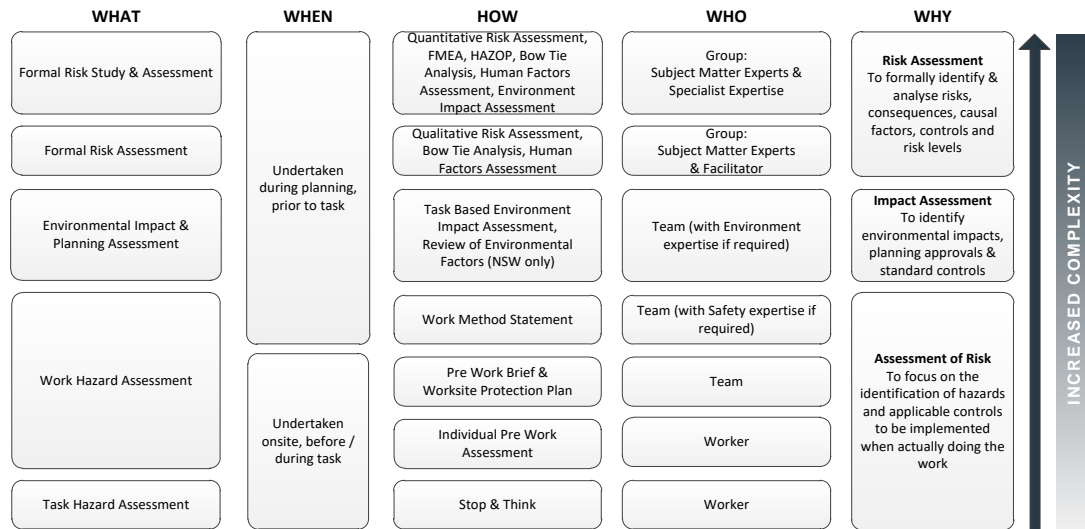 WHAT
WHEN
HOW
WHO
WHY
Formal Risk Study & Assessment
Formal Risk Assessment
Environmental Impact &
Planning Assessment
Work Hazard Assessment
Task Hazard Assessment
Undertaken
during planning,
prior to task
Undertaken
onsite, before /
during task
Quantitative Risk Assessment,
FMEA, HAZOP, Bow Tie
Analysis, Human Factors
Assessment, Environment
Impact Assessment
Qualitative Risk Assessment,
Bow Tie Analysis, Human
Factors Assessment
Task Based Environment
Impact Assessment,
Review of Environmental
Factors (NSW only)
Work Method Statement
Pre Work Brief &
Worksite Protection Plan
Individual Pre Work
Assessment
Stop & Think
Group:
Subject Matter Experts &
Specialist Expertise
Group:
Subject Matter Experts
& Facilitator
Team (with Environment
expertise if required)
Team (with Safety expertise if
required)
Team
Worker
Worker
Risk Assessment
To formally identify &
analyse risks,
consequences, causal
factors, controls and
risk levels
Impact Assessment
To identify
environmental impacts,
planning approvals &
standard controls
Assessment of Risk
To focus on the
identification of hazards
and applicable controls
to be implemented
when actually doing the
work
INCREASED COMPLEXITY